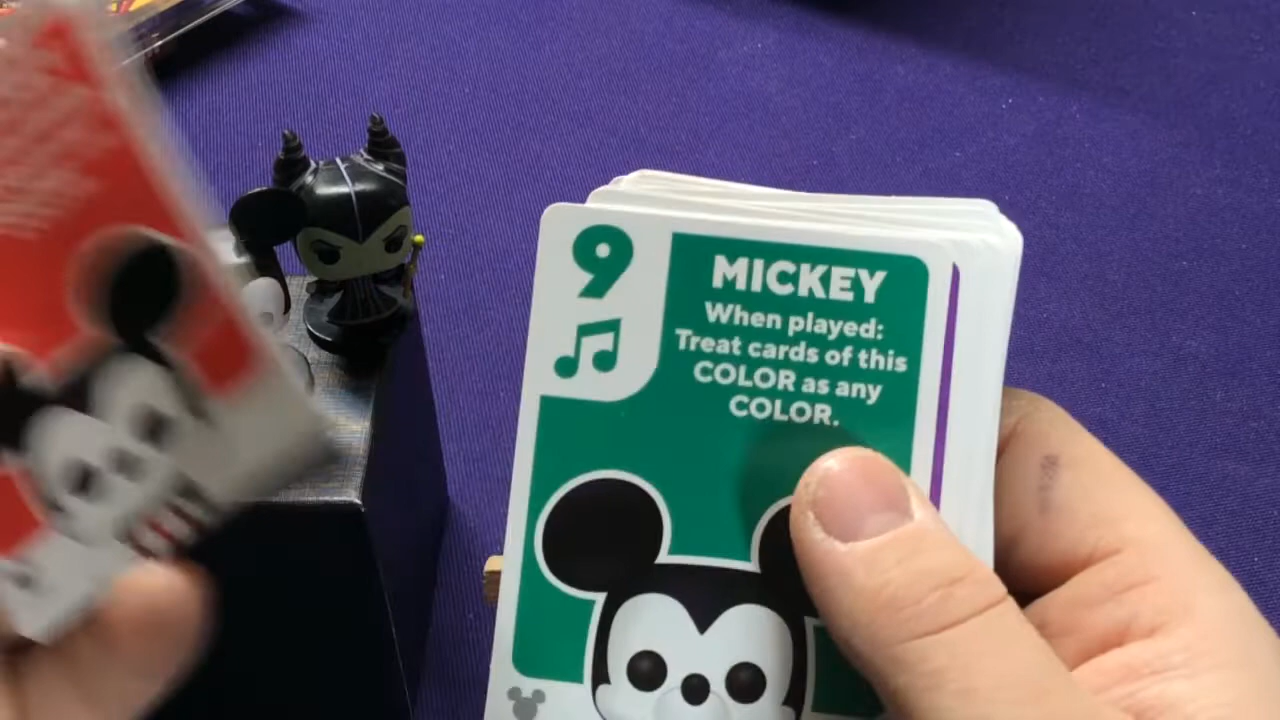 9
MICKEY
When played:
Treat cards of this
COLOR as any
COLOR.